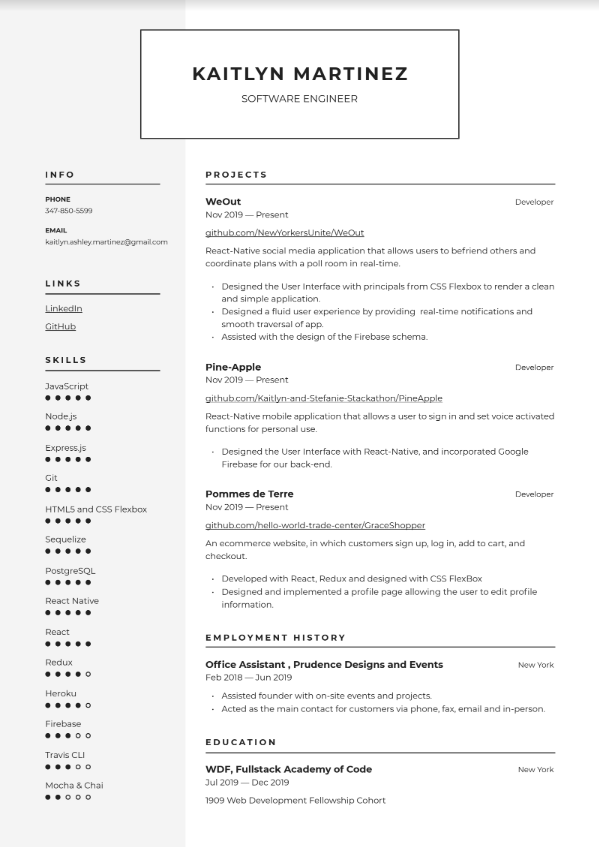 KAITLYN MARTINEZ
SOFTWARE ENGINEER
INFO
PHONE
347-850-5599
EMAIL
kaitlyn.ashley.martinez@gmail.com
LINKS
LinkedIn
GitHub
SKILLS
JavaScript
Node.js
Express.js
Git
HTML5 and CSS Flexbox
Sequelize
PostgreSQL
React Native
React
Redux
Heroku
Firebase
Travis CLI
Mocha & Chai
PROJECTS
WeOut Developer
Nov 2019 — Present
github.com/NewYorkersUnite/WeOut
React-Native social media application that allows users to befriend others and
coordinate plans with a poll room in real-time.
• Designed the User Interface with principals from CSS Flexbox to render a clean
and simple application.
• Designed a fluid user experience by providing  real-time notifications and
smooth traversal of app.
• Assisted with the design of the Firebase schema.
Pine-Apple Developer
Nov 2019 — Present
github.com/Kaitlyn-and-Stefanie-Stackathon/PineApple
React-Native mobile application that allows a user to sign in and set voice activated
functions for personal use.
• Designed the User Interface with React-Native, and incorporated Google
Firebase for our back-end.
Pommes de Terre Developer
Nov 2019 — Present
github.com/hello-world-trade-center/GraceShopper
An ecommerce website, in which customers sign up, log in, add to cart, and
checkout.
• Developed with React, Redux and designed with CSS FlexBox
• Designed and implemented a profile page allowing the user to edit profile
information.
EMPLOYMENT HISTORY
Office Assistant , Prudence Designs and Events New York
Feb 2018 — Jun 2019
• Assisted founder with on-site events and projects.
• Acted as the main contact for customers via phone, fax, email and in-person.
EDUCATION
WDF, Fullstack Academy of Code New York
Jul 2019 — Dec 2019
1909 Web Development Fellowship Cohort